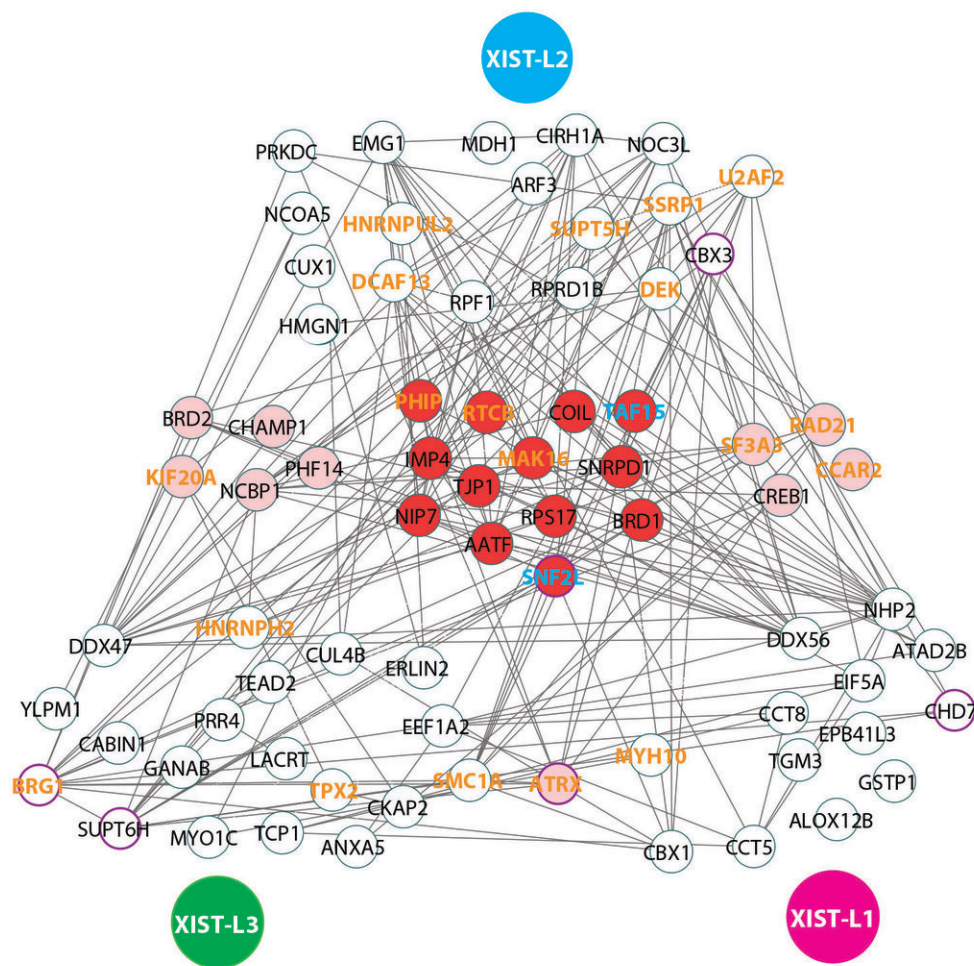 XIST-L2
PRKDC
EMG1
MDH1
CIRH1A
NOC3L
U2AF2
ARF3
NCOA5
HNRNPUL2
SUPT5H
SSRP1
CUX1
DCAF13
CBX3
HMGN1
RPF1
RPRD1B
DEK
BRD2
CHAMP1
PHIP
RTCB
COIL
TAF15
RAD21
KIF20A
NCBP1
PHF14
IMP4
MAK16
SNRPD1
SF3A3
CCAR2
TJP1
CREB1
NIP7
RPS17
BRD1
AATF
SNF2L
DDX47
HNRNPH2
CUL4B
ERLIN2
DDX56
NHP2
ATAD2B
YLPM1
TEAD2
EIF5A
CABIN1
PRR4
EEF1A2
CCT8
EPB41L3
CHD7
GANAB
LACRT
MYH10
TGM3
BRG1
TPX2
SMC1A
ATRX
GSTP1
SUPT6H
MYO1C
TCP1
CKAP2
ALOX12B
ANXA5
CBX1
CCT5
XIST-L3
XIST-L1